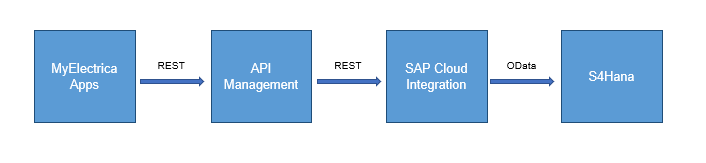 MyElectrica
Apps
REST
API
Management
REST
SAP Cloud
Integration
OData
S4Hana